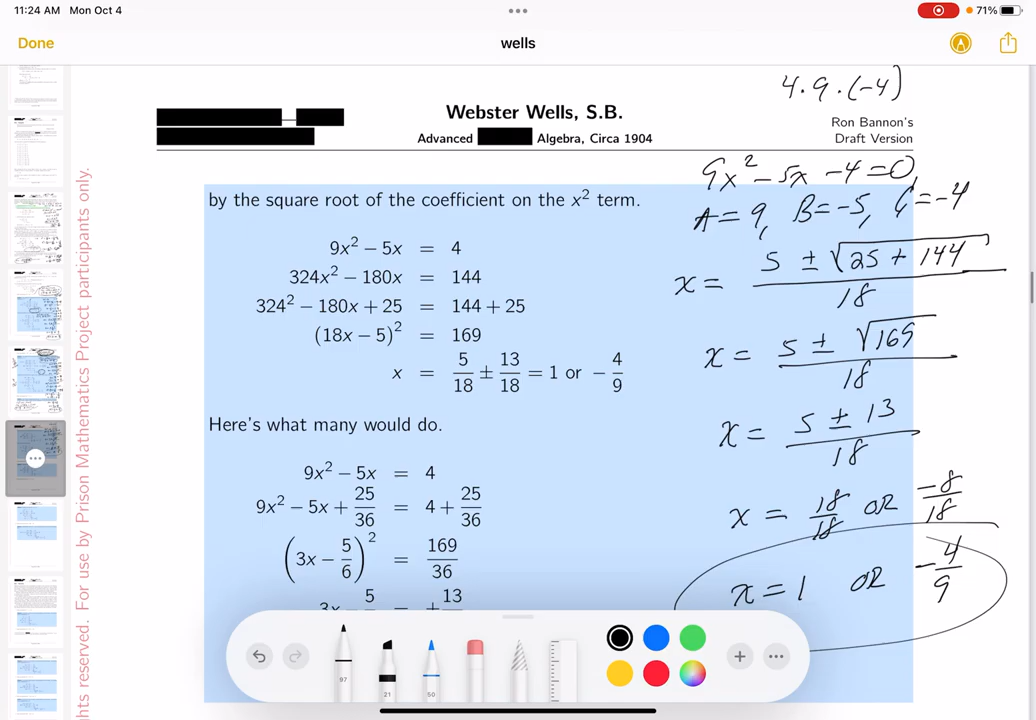 11:24 AM Mon Oct 4
71%
Done
wells
4·9·(-4)
Webster Wells, S.B.
Advanced Algebra, Circa 1904
Ron Bannon's
Draft Version
by the square root of the coefficient on the x² term.
9x² − 5x = 4
324x² − 180x = 144
324² − 180x + 25 = 144 + 25
(18x − 5)² = 169
x = 5/18 ± 13/18 = 1 or − 4/9
Here's what many would do.
9x² − 5x = 4
9x² − 5x + 25/36 = 4 + 25/36
(3x − 5/6)² = 169/36
5 13
9x² − 5x − 4 = 0
A = 9, B = −5, C = −4
x = 5 ± √25 + 144 / 18
x = 5 ± √169 / 18
x = 5 ± 13 / 18
x = 18/18 OR −8/18
x = 1 OR −4/9
ghts reserved. For use by Prison Mathematics Project participants only.
97
21
50